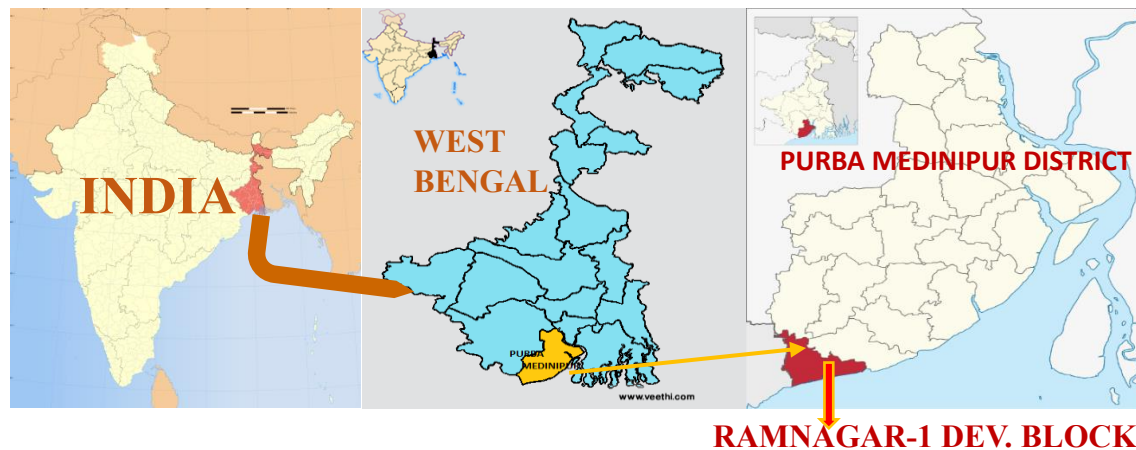 INDIA
WEST
BENGAL
PURBA
MEDINIPUR
www.veethi.com
PURBA MEDINIPUR DISTRICT
RAMNAGAR-1 DEV. BLOCK